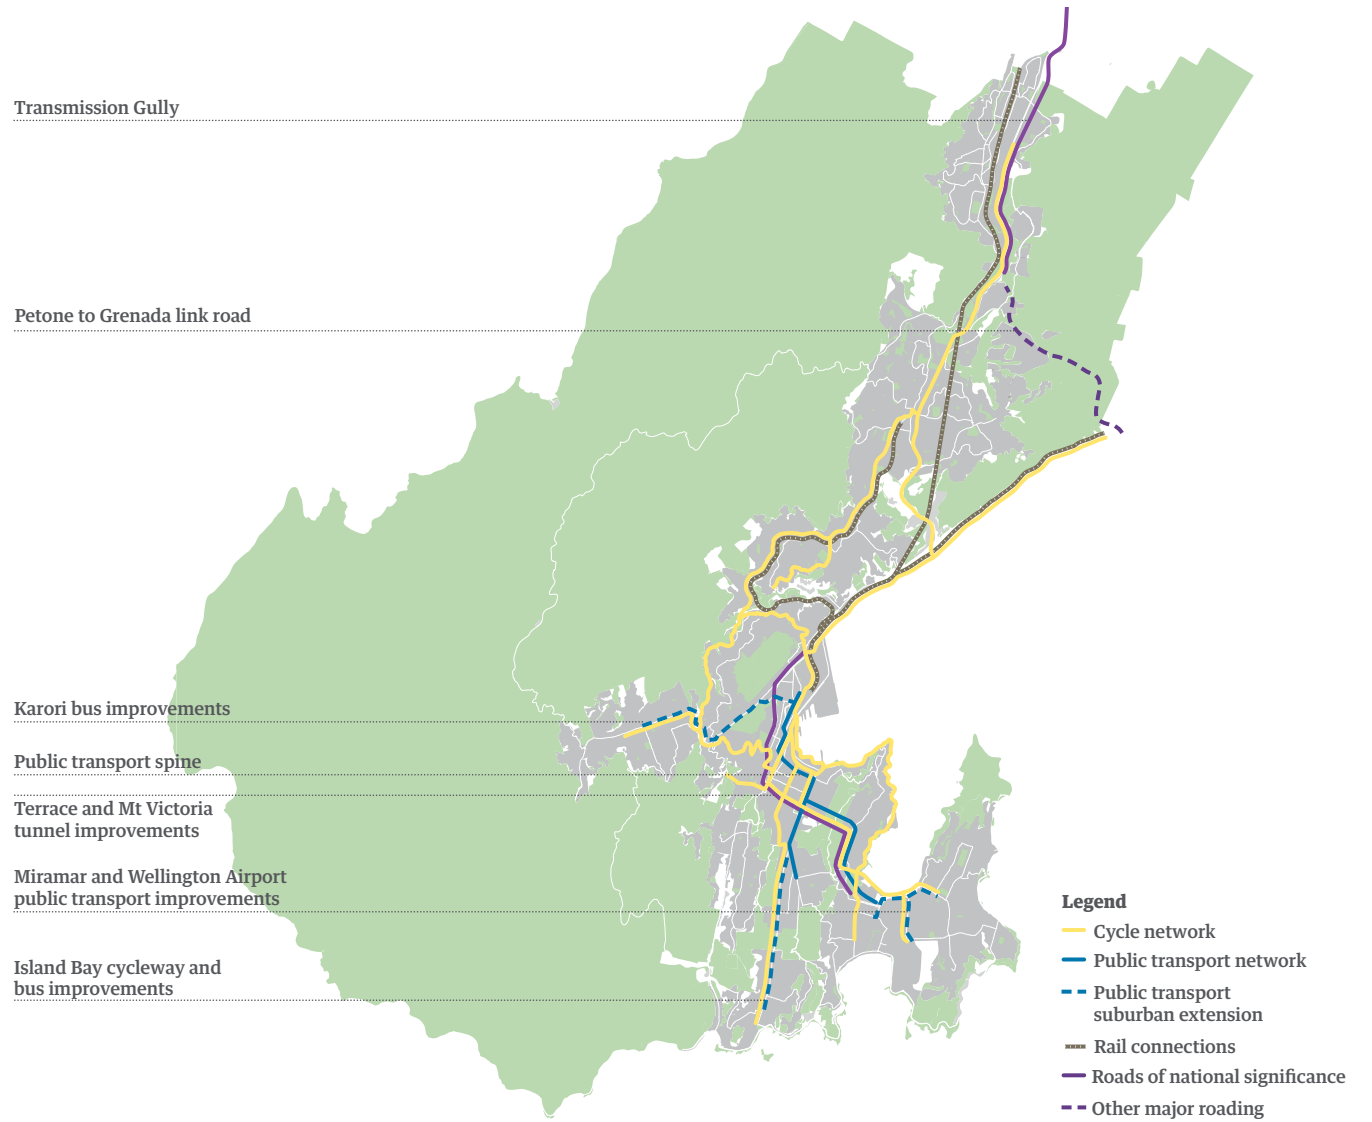 Transmission Gully
Petone to Grenada link road
Karori bus improvements
Public transport spine
Terrace and Mt Victoria
tunnel improvements
Miramar and Wellington Airport
public transport improvements
Island Bay cycleway and
bus improvements
Legend
Cycle network
Public transport network
Public transport
suburban extension
Rail connections
Roads of national significance
Other major roading